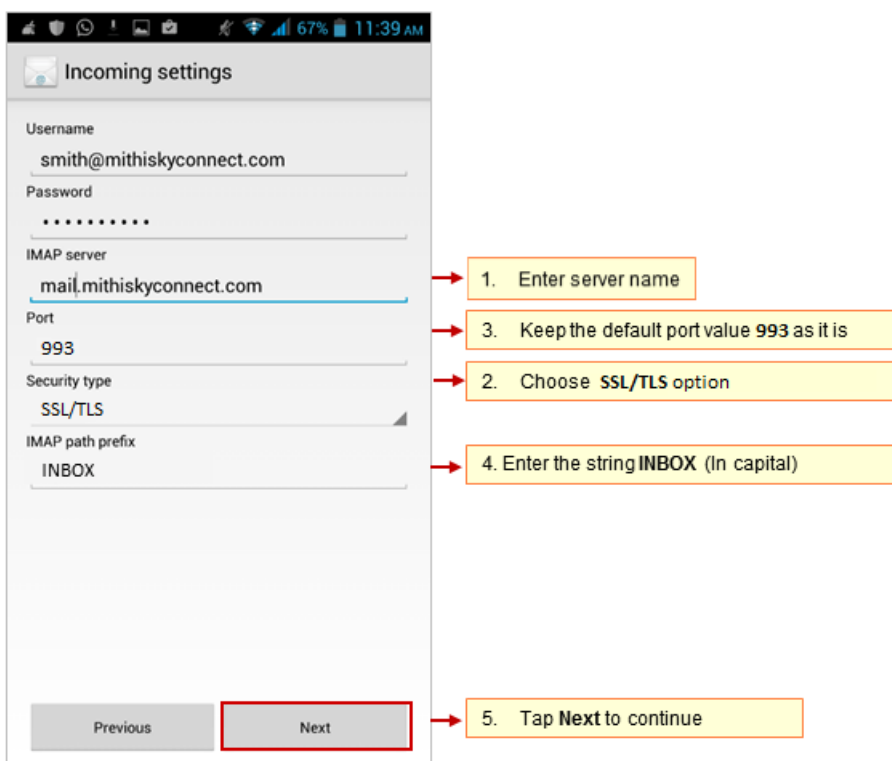 67% 11:39 AM
Incoming settings
Username
smith@mithiskyconnect.com
Password
••••••••••
IMAP server
mail.mithiskyconnect.com
1. Enter server name
Port
993
3. Keep the default port value 993 as it is
Security type
SSL/TLS
2. Choose SSL/TLS option
IMAP path prefix
INBOX
4. Enter the string INBOX (In capital)
Previous
Next
5. Tap Next to continue